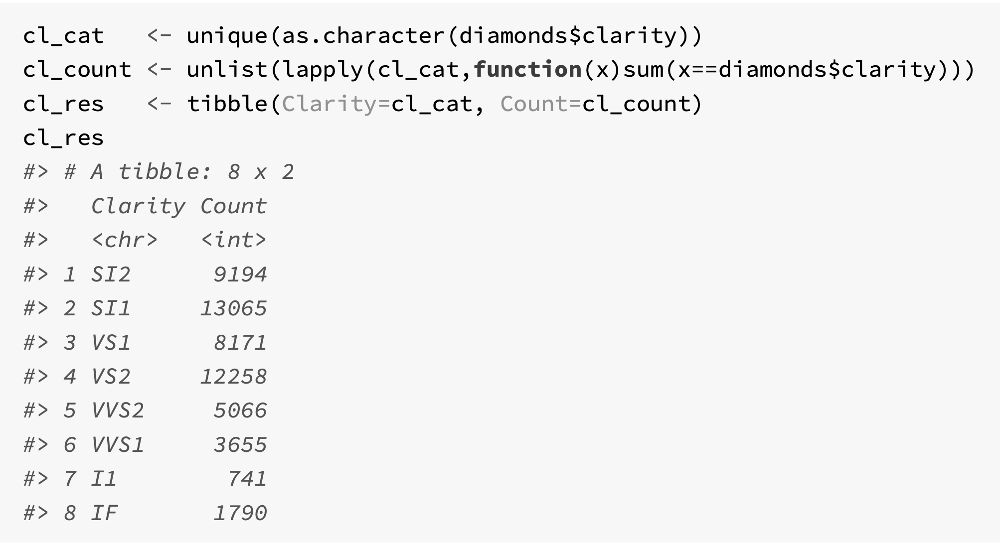 cl_cat   <- unique(as.character(diamonds$clarity))
cl_count <- unlist(lapply(cl_cat,function(x)sum(x==diamonds$clarity)))
cl_res   <- tibble(Clarity=cl_cat, Count=cl_count)
cl_res
#> # A tibble: 8 x 2
#>   Clarity Count
#>   <chr>   <int>
#> 1 SI2      9194
#> 2 SI1     13065
#> 3 VS1      8171
#> 4 VS2     12258
#> 5 VVS2     5066
#> 6 VVS1     3655
#> 7 I1        741
#> 8 IF       1790